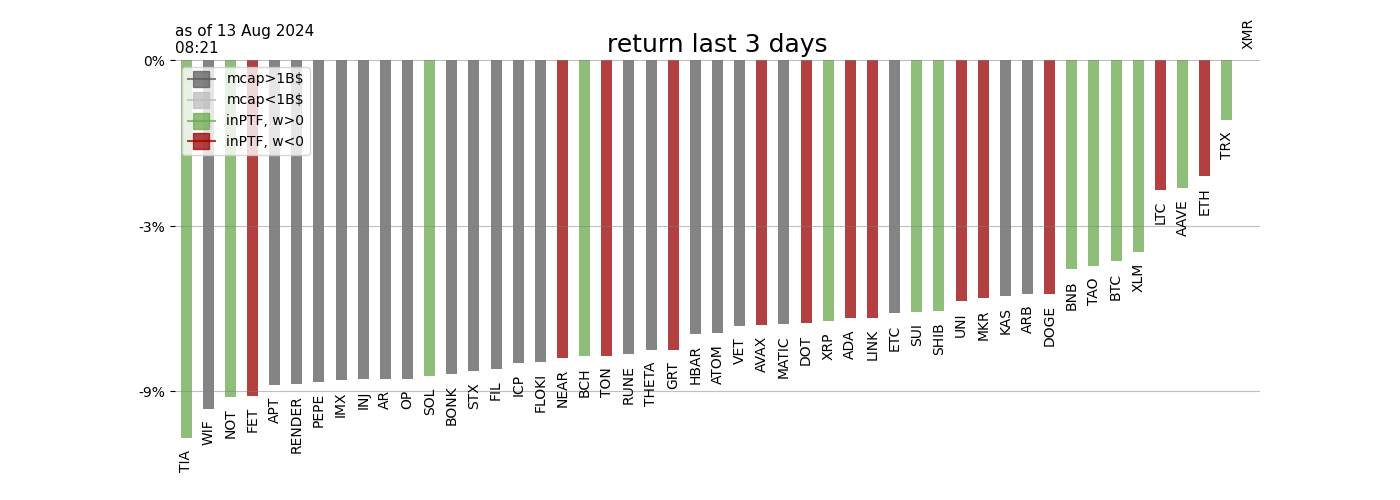 as of 13 Aug 2024
08:21
return last 3 days
XMR
0%
mcap>1B$
mcap<1B$
inPTF, w>0
inPTF, w<0
-3%
-9%
TIA
WIF
NOT
FET
APT
RENDER
PEPE
IMX
INJ
AR
OP
SOL
BONK
STX
FIL
ICP
FLOKI
NEAR
BCH
TON
RUNE
THETA
GRT
HBAR
ATOM
VET
AVAX
MATIC
DOT
XRP
ADA
LINK
ETC
SUI
SHIB
UNI
MKR
KAS
ARB
DOGE
BNB
TAO
BTC
XLM
LTC
AAVE
ETH
TRX